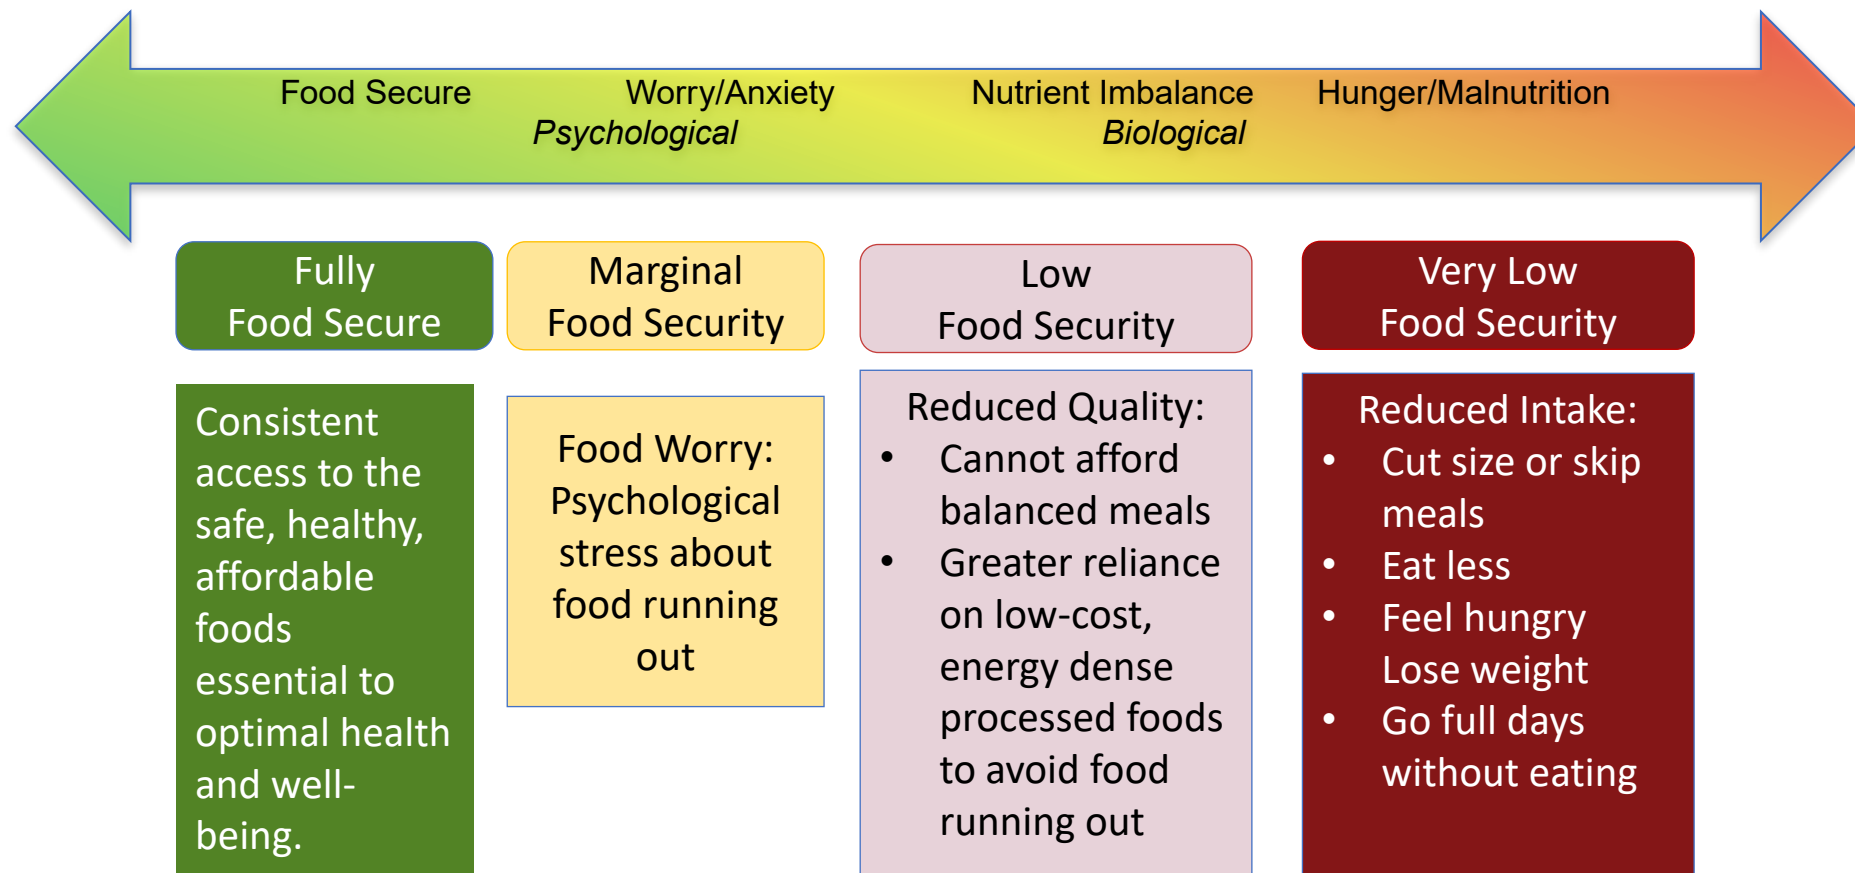 Food Secure
Worry/Anxiety
Nutrient Imbalance
Hunger/Malnutrition
Psychological
Biological
Fully
Food Secure
Marginal
Food Security
Low
Food Security
Very Low
Food Security
Consistent
access to the
safe, healthy,
affordable
foods
essential to
optimal health
and well-
being.
Food Worry:
Psychological
stress about
food running
out
Reduced Quality:
• Cannot afford
balanced meals
• Greater reliance
on low-cost,
energy dense
processed foods
to avoid food
running out
Reduced Intake:
• Cut size or skip
meals
• Eat less
• Feel hungry
Lose weight
• Go full days
without eating